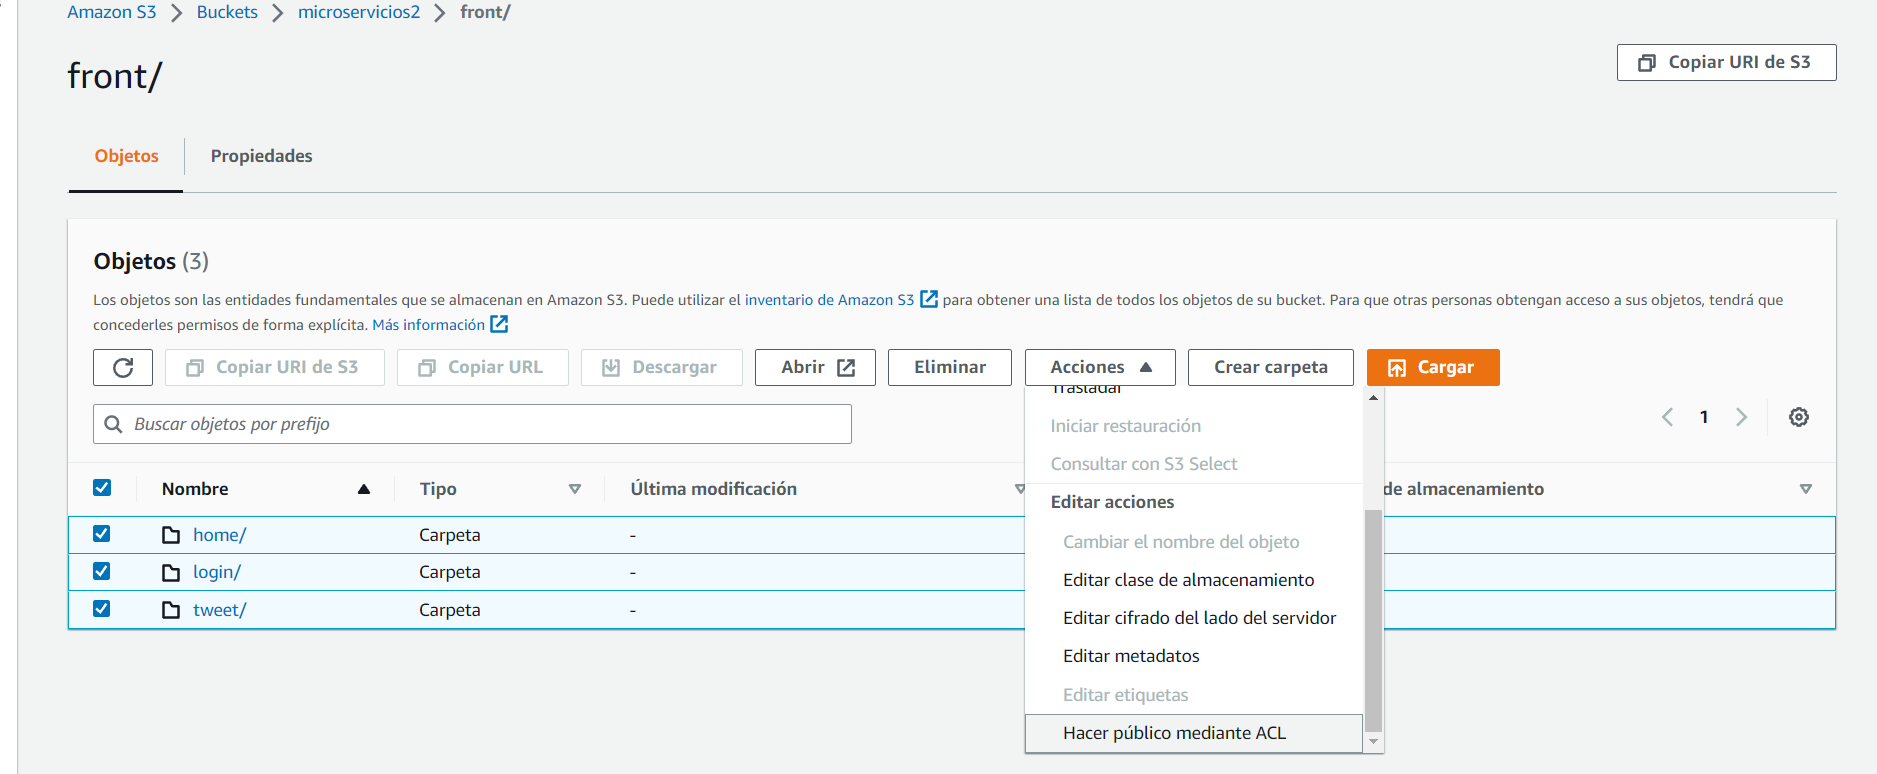 Amazon S3 > Buckets > microservicios2 > front/
front/
Copiar URI de S3
Objetos
Propiedades
Objetos (3)
Los objetos son las entidades fundamentales que se almacenan en Amazon S3. Puede utilizar el inventario de Amazon S3 para obtener una lista de todos los objetos de su bucket. Para que otras personas obtengan acceso a sus objetos, tendrá que
concederles permisos de forma explícita. Más información
Copiar URI de S3
Copiar URL
Descargar
Abrir
Eliminar
Acciones
Crear carpeta
Cargar
Buscar objetos por prefijo
1
Nombre
Tipo
Última modificación
de almacenamiento
home/
Carpeta
-
login/
Carpeta
-
tweet/
Carpeta
-
Trasladar
Iniciar restauración
Consultar con S3 Select
Editar acciones
Cambiar el nombre del objeto
Editar clase de almacenamiento
Editar cifrado del lado del servidor
Editar metadatos
Editar etiquetas
Hacer público mediante ACL